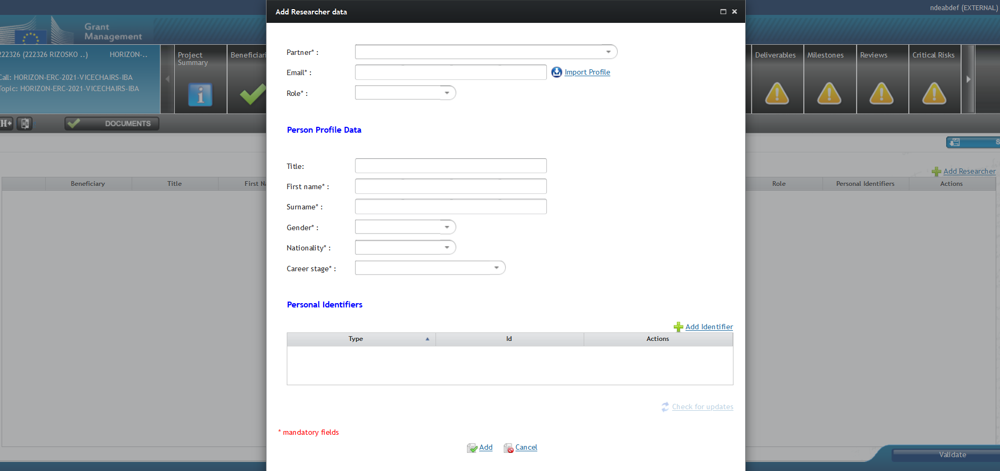 Add Researcher data
ndeabdef (EXTERNAL)
Grant
Management
222326 (222326 RIZOSKO ..) HORIZON-..
Call: HORIZON-ERC-2021-VICECHAIRS-IBA
Topic: HORIZON-ERC-2021-VICECHAIRS-IBA
Project
Summary
Deliverables
Milestones
Reviews
Critical Risks
DOCUMENTS
Add Researcher
Beneficiary Title First Role Personal Identifiers Actions
Partner* :
Email* : Import Profile
Role* :
Person Profile Data
Title:
First name* :
Surname* :
Gender* :
Nationality* :
Career stage* :
Personal Identifiers
Add Identifier
Type Id Actions
Check for updates
* mandatory fields
Add Cancel
Validate